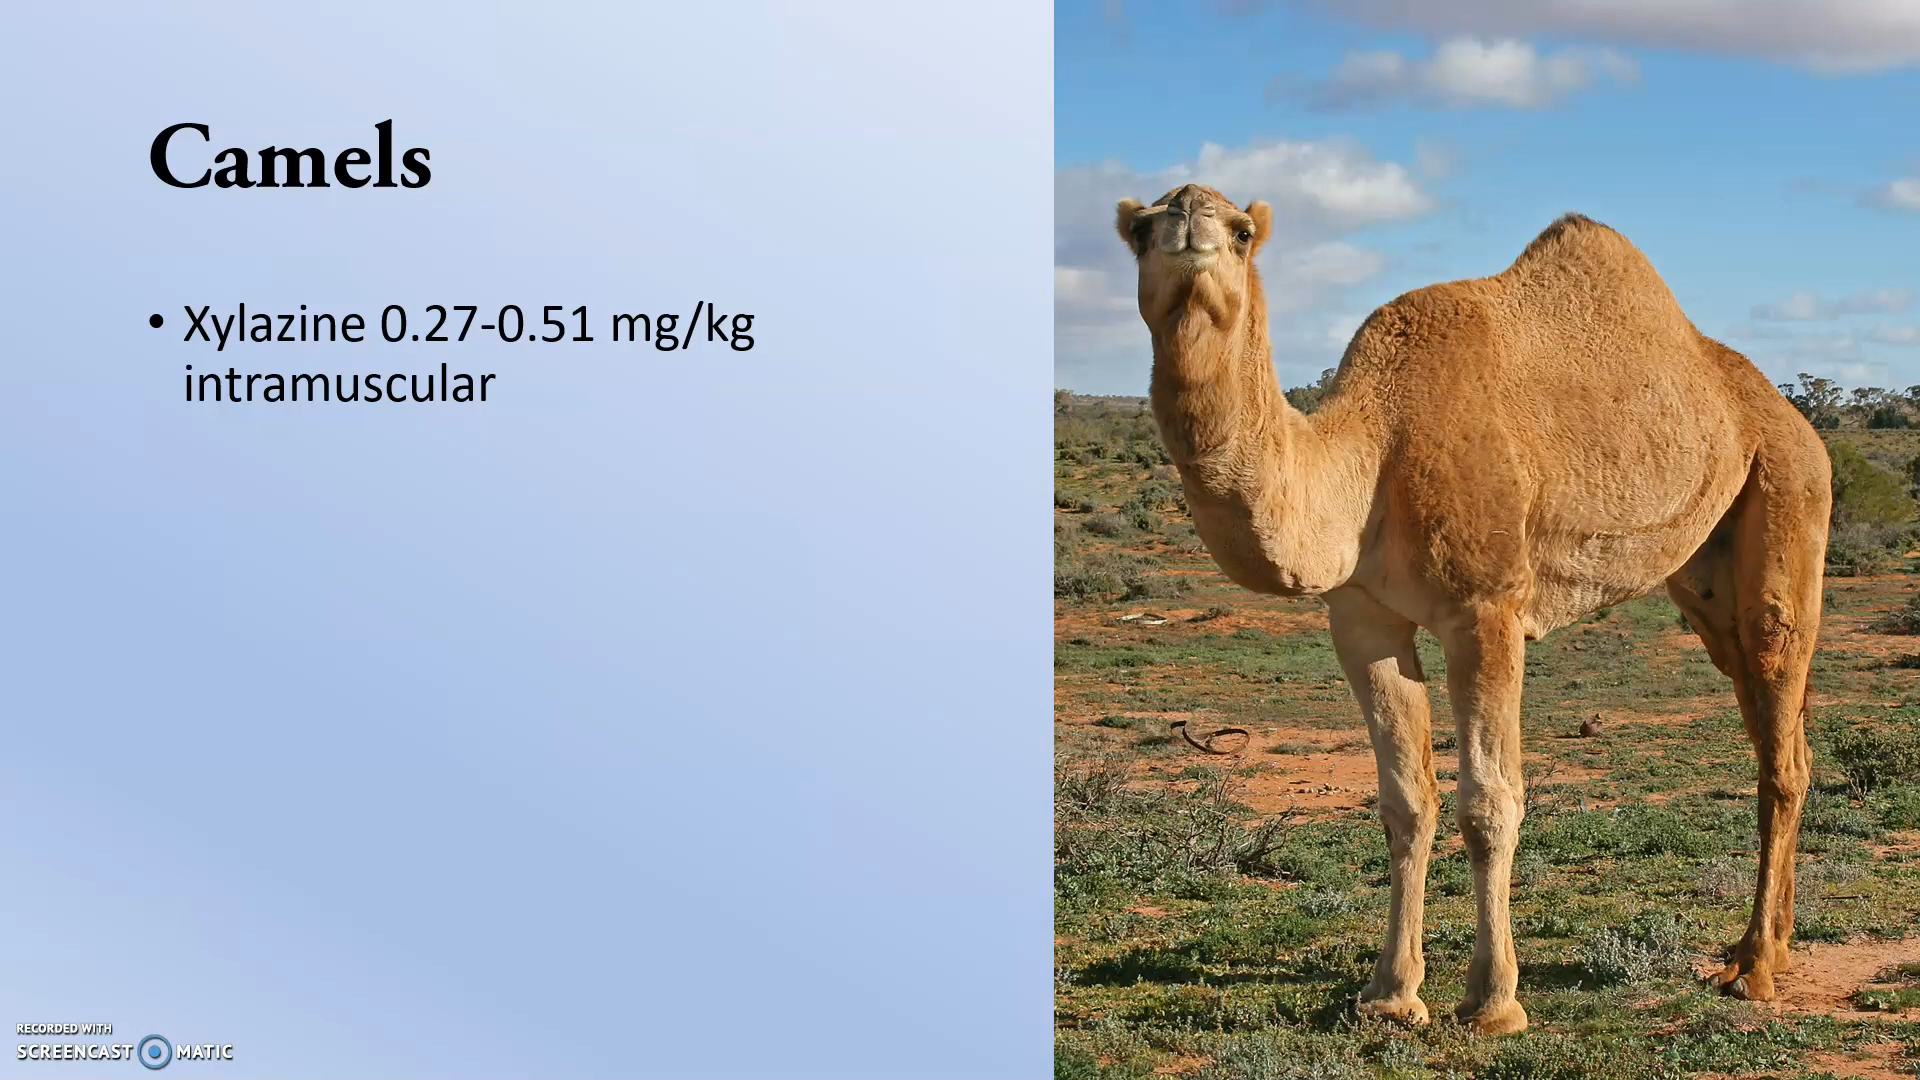 Camels
• Xylazine 0.27-0.51 mg/kg
intramuscular
RECORDED WITH
SCREENCAST MATIC